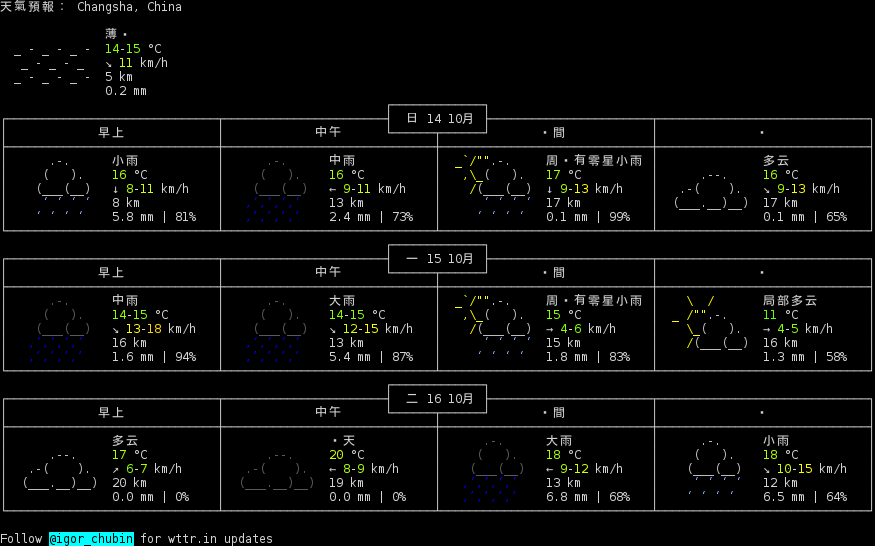 天氣預報： Changsha, China
薄・
14-15 °C
↘ 11 km/h
5 km
0.2 mm
日 14 10月
早上 中午 ・間 ・
小雨 中雨 周・有零星小雨 多云
16 °C 16 °C 17 °C 16 °C
↓ 8-11 km/h ← 9-11 km/h ↓ 9-13 km/h ↘ 9-13 km/h
8 km 13 km 17 km 17 km
5.8 mm | 81% 2.4 mm | 73% 0.1 mm | 99% 0.1 mm | 65%
一 15 10月
早上 中午 ・間 ・
中雨 大雨 周・有零星小雨 局部多云
14-15 °C 14-15 °C 15 °C 11 °C
↘ 13-18 km/h ↘ 12-15 km/h → 4-6 km/h → 4-5 km/h
16 km 13 km 15 km 16 km
1.6 mm | 94% 5.4 mm | 87% 1.8 mm | 83% 1.3 mm | 58%
二 16 10月
早上 中午 ・間 ・
多云 ・天 大雨 小雨
17 °C 20 °C 18 °C 18 °C
↗ 6-7 km/h ← 8-9 km/h ← 9-12 km/h ↘ 10-15 km/h
20 km 19 km 13 km 12 km
0.0 mm | 0% 0.0 mm | 0% 6.8 mm | 68% 6.5 mm | 64%
Follow @igor_chubin for wttr.in updates